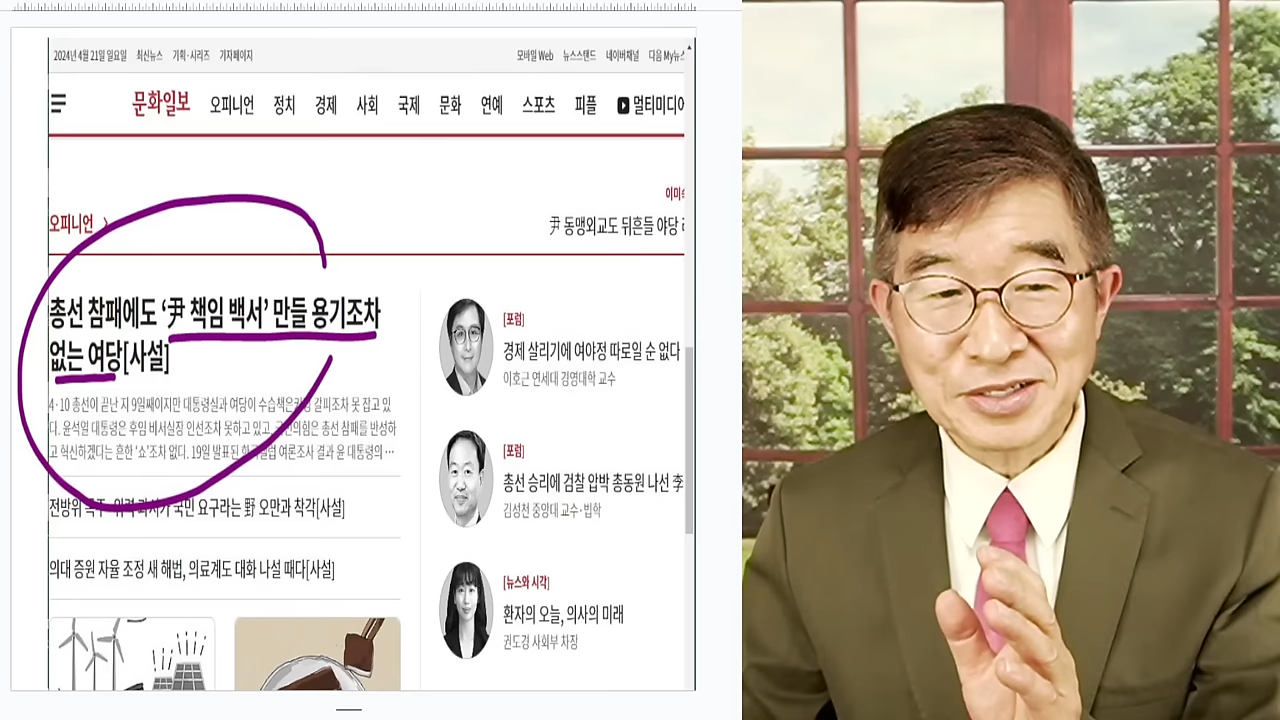 2024년 4월 21일 일요일 최신뉴스 기획·시리즈 기자페이지 모바일 Web 뉴스스탠드 네이버채널 다음 My뉴스
문화일보 오피니언 정치 경제 사회 국제 문화 연예 스포츠 피플 멀티미디어
오피니언 >
이미숙
尹 동맹외교도 뒤흔들 야당
총선 참패에도 ‘尹 책임 백서’ 만들 용기조차
없는 여당[사설]
4·10 총선이 끝난 지 9일째이지만 대통령실과 여당이 수습책은커녕 갈피조차 못 잡고 있
다. 윤석열 대통령은 후임 비서실장 인선조차 못하고 있고, 국민의힘은 총선 참패를 반성하
고 혁신하겠다는 흔한 ‘쇼’조차 없다. 19일 발표된 한국갤럽 여론조사 결과 윤 대통령의 …
전방위 폭주·위력 과시가 국민 요구라는 野 오만과 착각[사설]
의대 증원 자율 조정 새 해법, 의료계도 대화 나설 때다[사설]
[포럼]
경제 살리기에 여야정 따로일 순 없다
이호근 연세대 김영대학 교수
[포럼]
총선 승리에 검찰 압박 총동원 나선 李
김성천 중앙대 교수·법학
[뉴스와 시각]
환자의 오늘, 의사의 미래
권도경 사회부 차장